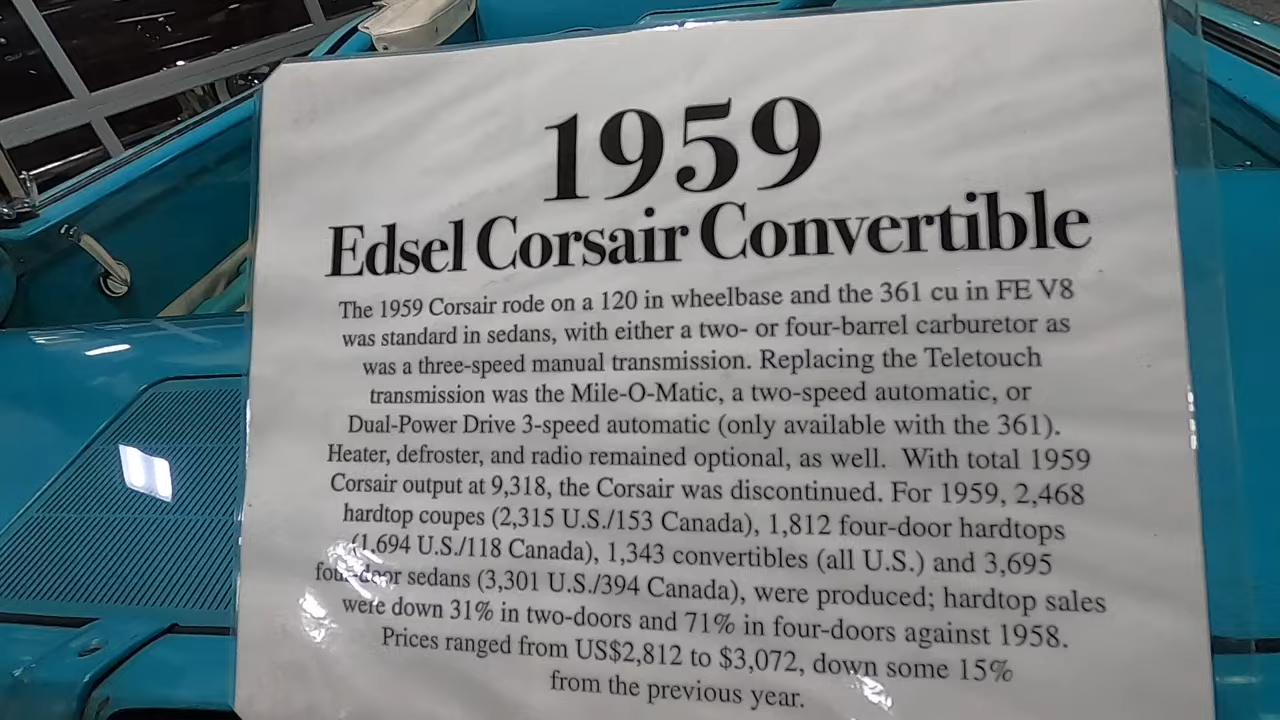 1959
Edsel Corsair Convertible
The 1959 Corsair rode on a 120 in wheelbase and the 361 cu in FE V8
was standard in sedans, with either a two- or four-barrel carburetor as
was a three-speed manual transmission. Replacing the Teletouch
transmission was the Mile-O-Matic, a two-speed automatic, or
Dual-Power Drive 3-speed automatic (only available with the 361).
Heater, defroster, and radio remained optional, as well. With total 1959
Corsair output at 9,318, the Corsair was discontinued. For 1959, 2,468
hardtop coupes (2,315 U.S./153 Canada), 1,812 four-door hardtops
(1,694 U.S./118 Canada), 1,343 convertibles (all U.S.) and 3,695
four-door sedans (3,301 U.S./394 Canada), were produced; hardtop sales
were down 31% in two-doors and 71% in four-doors against 1958.
Prices ranged from US$2,812 to $3,072, down some 15%
from the previous year.